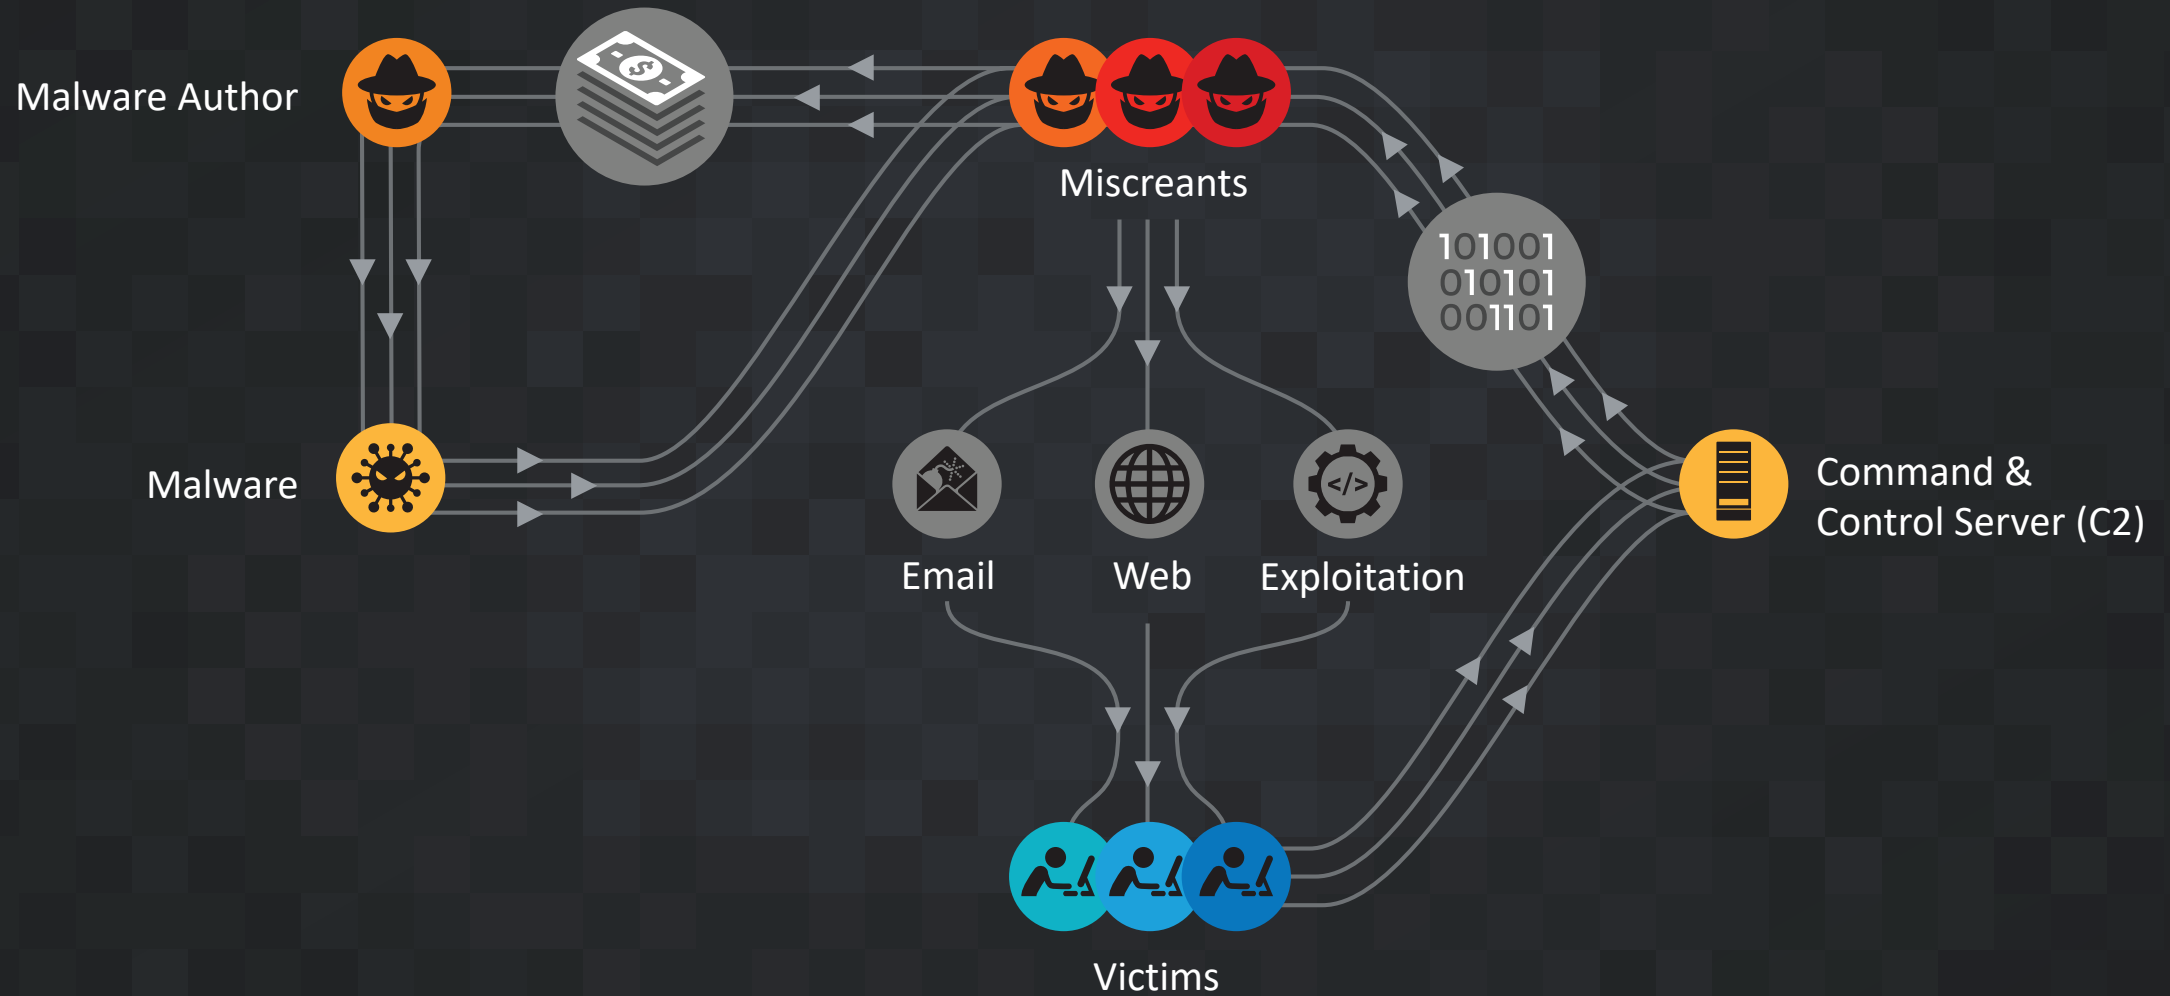 Malware Author
Miscreants
101001
010101
001101
Malware
Command &
Control Server (C2)
</>
Email
Web
Exploitation
Victims